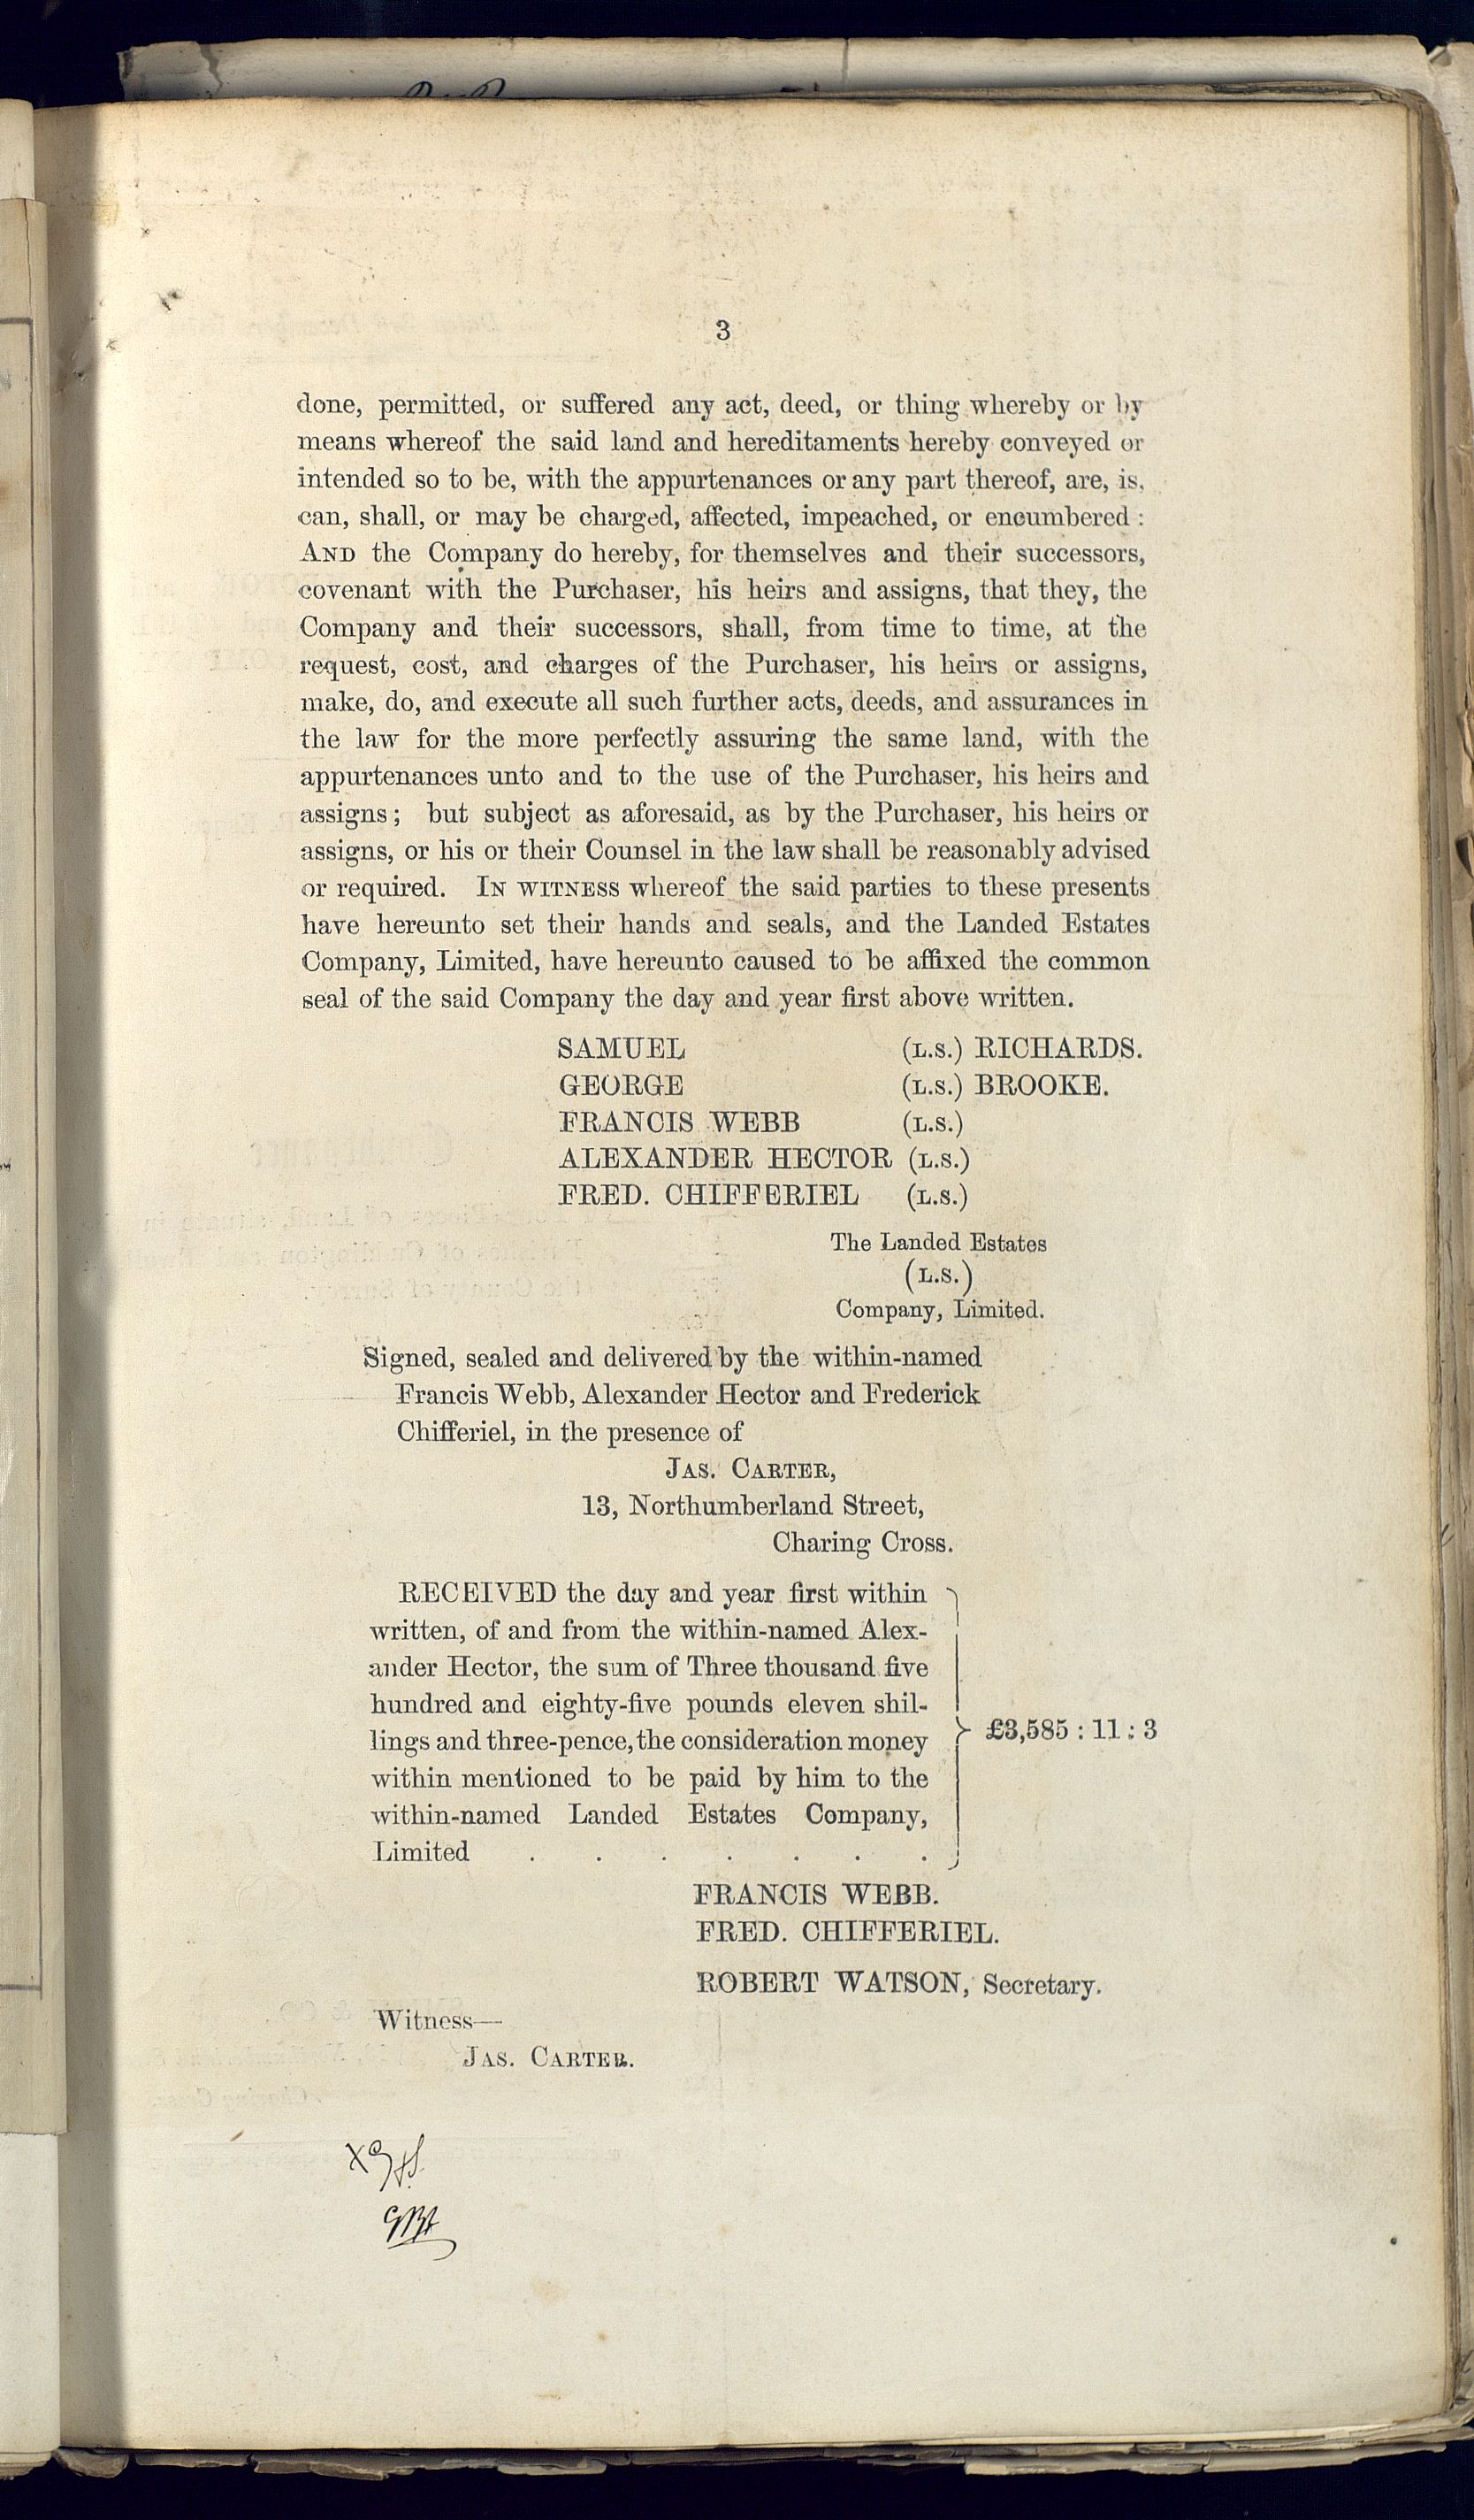 3
done, permitted, or suffered any act, deed, or thing whereby or by
means whereof the said land and hereditaments hereby conveyed or
intended so to be, with the appurtenances or any part thereof, are, is,
can, shall, or may be charged, affected, impeached, or encumbered :
AND the Company do hereby, for themselves and their successors,
covenant with the Purchaser, his heirs and assigns, that they, the
Company and their successors, shall, from time to time, at the
request, cost, and charges of the Purchaser, his heirs or assigns,
make, do, and execute all such further acts, deeds, and assurances in
the law for the more perfectly assuring the same land, with the
appurtenances unto and to the use of the Purchaser, his heirs and
assigns; but subject as aforesaid, as by the Purchaser, his heirs or
assigns, or his or their Counsel in the law shall be reasonably advised
or required. IN WITNESS whereof the said parties to these presents
have hereunto set their hands and seals, and the Landed Estates
Company, Limited, have hereunto caused to be affixed the common
seal of the said Company the day and year first above written.
SAMUEL (L.S.) RICHARDS.
GEORGE (L.S.) BROOKE.
FRANCIS WEBB (L.S.)
ALEXANDER HECTOR (L.S.)
FRED. CHIFFERIEL (L.S.)
The Landed Estates
(L.S.)
Company, Limited.
Signed, sealed and delivered by the within-named
Francis Webb, Alexander Hector and Frederick
Chifferiel, in the presence of
JAS. CARTER,
13, Northumberland Street,
Charing Cross.
RECEIVED the day and year first within
written, of and from the within-named Alex-
ander Hector, the sum of Three thousand five
hundred and eighty-five pounds eleven shil-
lings and three-pence, the consideration money
within mentioned to be paid by him to the
within-named Landed Estates Company,
Limited . . . . . . .
£3,585 : 11 : 3
FRANCIS WEBB.
FRED. CHIFFERIEL.
ROBERT WATSON, Secretary.
Witness—
JAS. CARTER.